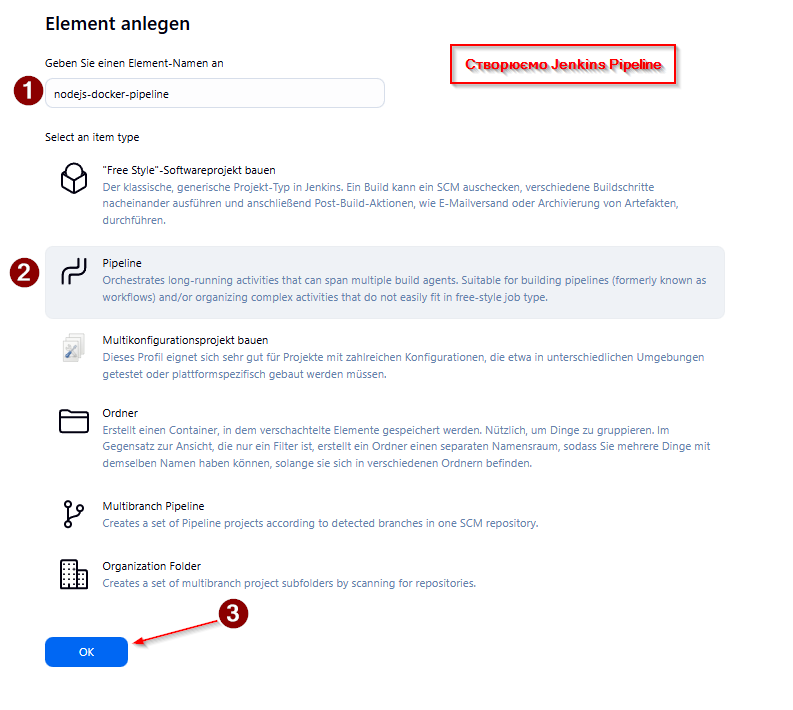 Element anlegen
Geben Sie einen Element-Namen an
Створюємо Jenkins Pipeline
1
nodejs-docker-pipeline
Select an item type
"Free Style"-Softwareprojekt bauen
Der klassische, generische Projekt-Typ in Jenkins. Ein Build kann ein SCM auschecken, verschiedene Buildschritte
nacheinander ausführen und anschließend Post-Build-Aktionen, wie E-Mailversand oder Archivierung von Artefakten,
durchführen.
2
Pipeline
Orchestrates long-running activities that can span multiple build agents. Suitable for building pipelines (formerly known as
workflows) and/or organizing complex activities that do not easily fit in free-style job type.
Multikonfigurationsprojekt bauen
Dieses Profil eignet sich sehr gut für Projekte mit zahlreichen Konfigurationen, die etwa in unterschiedlichen Umgebungen
getestet oder plattformspezifisch gebaut werden müssen.
Ordner
Erstellt einen Container, in dem verschachtelte Elemente gespeichert werden. Nützlich, um Dinge zu gruppieren. Im
Gegensatz zur Ansicht, die nur ein Filter ist, erstellt ein Ordner einen separaten Namensraum, sodass Sie mehrere Dinge mit
demselben Namen haben können, solange sie sich in verschiedenen Ordnern befinden.
Multibranch Pipeline
Creates a set of Pipeline projects according to detected branches in one SCM repository.
Organization Folder
Creates a set of multibranch project subfolders by scanning for repositories.
3
OK